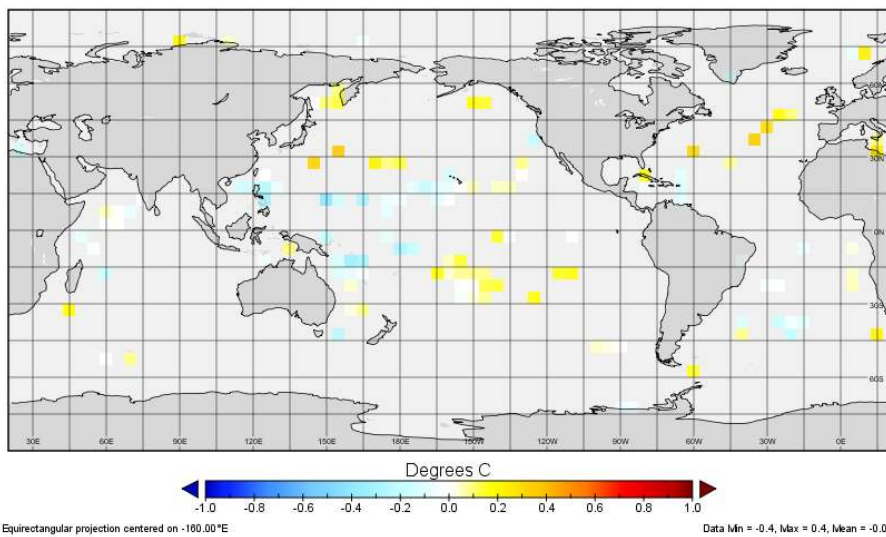 60N
30N
0N
30S
60S
30E 60E 90E 120E 150E 180E 150W 120W 90W 60W 30W 0E
Degrees C
-1.0 -0.8 -0.6 -0.4 -0.2 0.0 0.2 0.4 0.6 0.8 1.0
Equirectangular projection centered on -160.00°E
Data Min = -0.4, Max = 0.4, Mean = -0.0